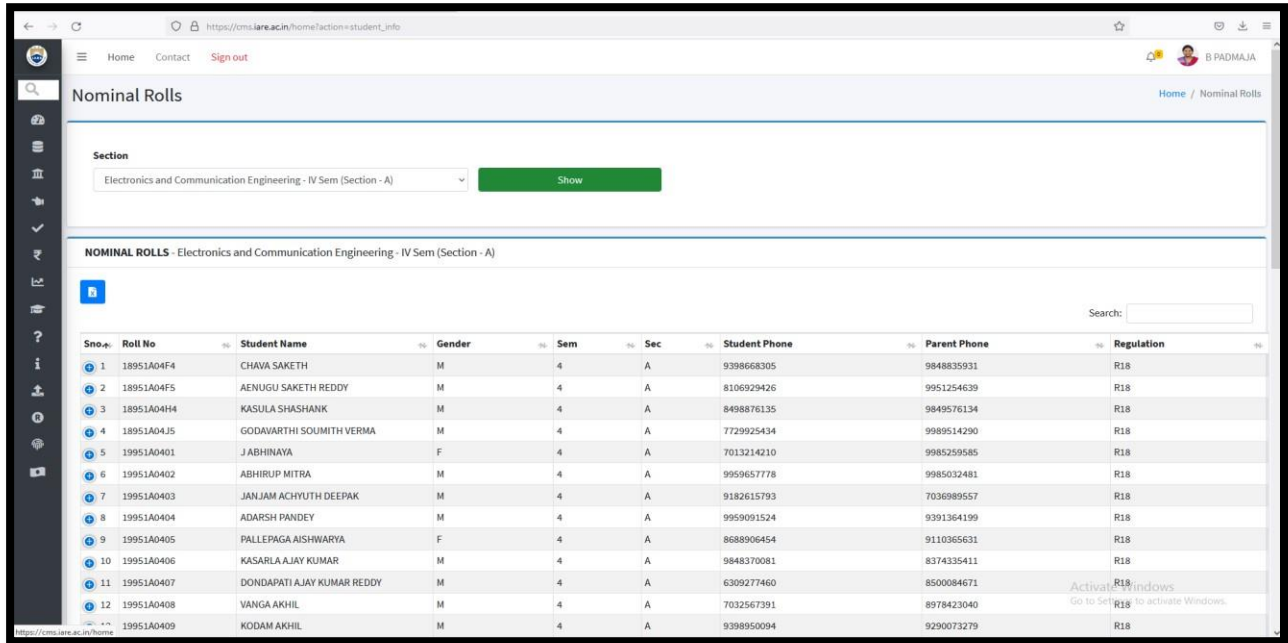 https://cms.iare.ac.in/home?action=student_info
Home Contact Sign out B PADMAJA
Nominal Rolls Home / Nominal Rolls
Section
Electronics and Communication Engineering - IV Sem (Section - A) Show
NOMINAL ROLLS - Electronics and Communication Engineering - IV Sem (Section - A)
Search:
Sno. Roll No Student Name Gender Sem Sec Student Phone Parent Phone Regulation
1 18951A04F4 CHAVA SAKETH M 4 A 9398668305 9848835931 R18
2 18951A04F5 AENUGU SAKETH REDDY M 4 A 8106929426 9951254639 R18
3 18951A04H4 KASULA SHASHANK M 4 A 8498876135 9849576134 R18
4 18951A04J5 GODAVARTHI SOUMITH VERMA M 4 A 7729925434 9989514290 R18
5 19951A0401 J ABHINAYA F 4 A 7013214210 9985259585 R18
6 19951A0402 ABHIRUP MITRA M 4 A 9959657778 9985032481 R18
7 19951A0403 JANJAM ACHYUTH DEEPAK M 4 A 9182615793 7036989557 R18
8 19951A0404 ADARSH PANDEY M 4 A 9959091524 9391364199 R18
9 19951A0405 PALLEPAGA AISHWARYA F 4 A 8688906454 9110365631 R18
10 19951A0406 KASARLA AJAY KUMAR M 4 A 9848370081 8374335411 R18
11 19951A0407 DONDAPATI AJAY KUMAR REDDY M 4 A 6309277460 8500084671 R18
Activate Windows
12 19951A0408 VANGA AKHIL M 4 A 7032567391 8978423040 R18
Go to Settings to activate Windows.
19951A0409 KODAM AKHIL M 4 A 9398950094 9290073279 R18
https://cms.iare.ac.in/home